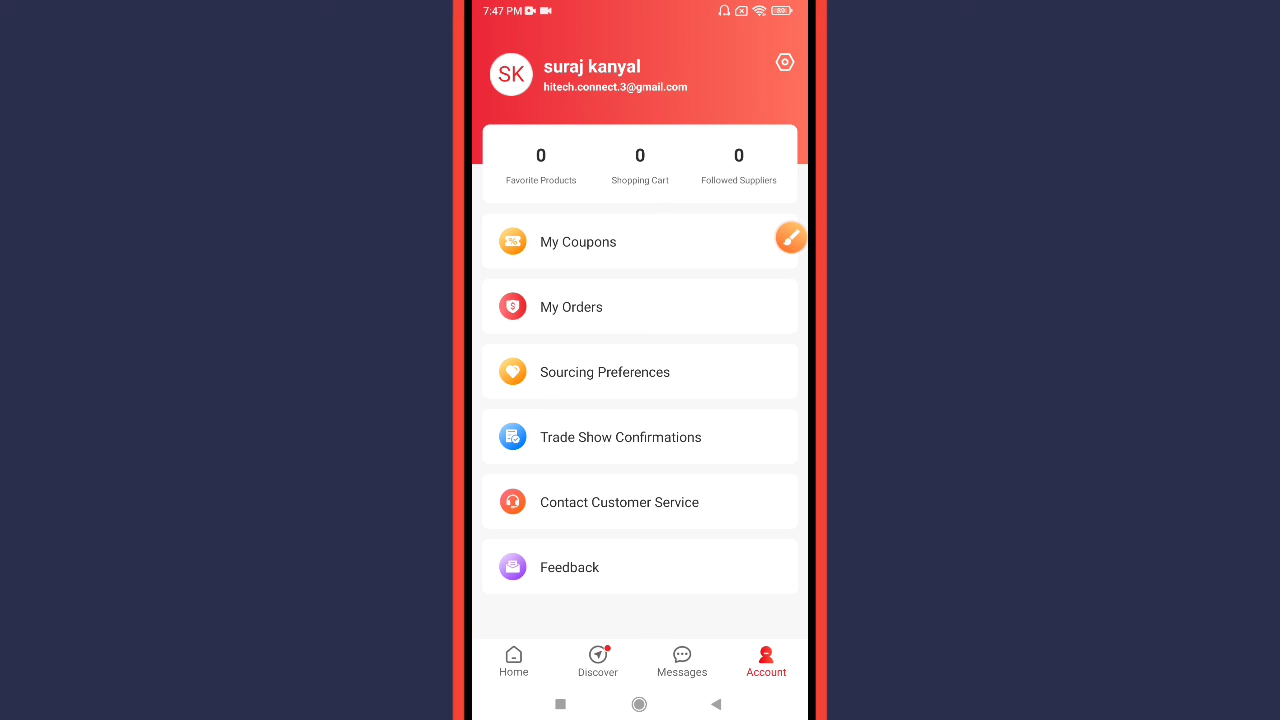 7:47 PM
89
SK
suraj kanyal
hitech.connect.3@gmail.com
0 0 0
Favorite Products Shopping Cart Followed Suppliers
% My Coupons
$ My Orders
Sourcing Preferences
Trade Show Confirmations
Contact Customer Service
Feedback
Home Discover Messages Account